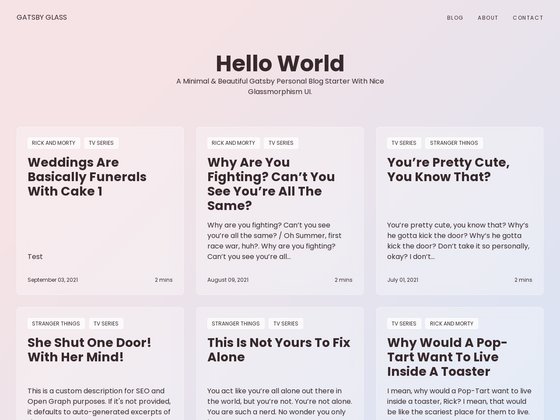 GATSBY GLASS
BLOG ABOUT CONTACT
Hello World
A Minimal & Beautiful Gatsby Personal Blog Starter With Nice
Glassmorphism UI.
RICK AND MORTY TV SERIES
Weddings Are
Basically Funerals
With Cake 1
Test
September 03, 2021 2 mins
RICK AND MORTY TV SERIES
Why Are You
Fighting? Can’t You
See You’re All The
Same?
Why are you fighting? Can’t you see
you’re all the same? / Oh Summer, first
race war, huh?. Why are you fighting?
Can’t you see you’re all…
August 09, 2021 2 mins
TV SERIES STRANGER THINGS
You’re Pretty Cute,
You Know That?
You’re pretty cute, you know that? Why’s
he gotta kick the door? Why’s he gotta
kick the door? Don’t take it so personally,
okay? I don’t…
July 01, 2021 2 mins
STRANGER THINGS TV SERIES
She Shut One Door!
With Her Mind!
This is a custom description for SEO and
Open Graph purposes. If it's not provided,
it defaults to auto-generated excerpts of
STRANGER THINGS TV SERIES
This Is Not Yours To Fix
Alone
You act like you’re all alone out there in
the world, but you’re not. You’re not alone.
You are such a nerd. No wonder you only
TV SERIES RICK AND MORTY
Why Would A Pop-
Tart Want To Live
Inside A Toaster
I mean, why would a Pop-Tart want to live
inside a toaster, Rick? I mean, that would
be like the scariest place for them to live.